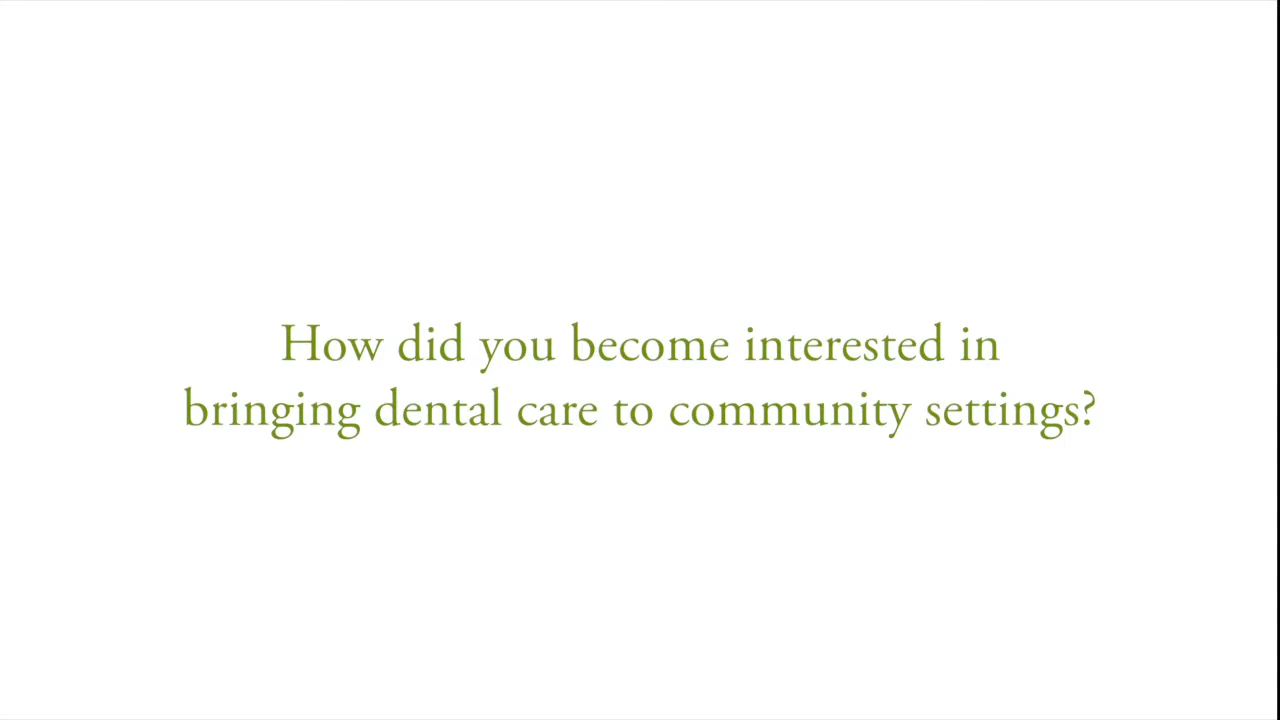 How did you become interested in
bringing dental care to community settings?